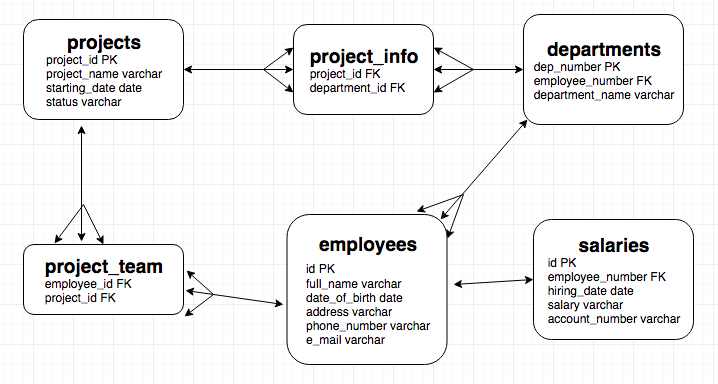 projects
project_id PK
project_name varchar
starting_date date
status varchar
project_info
project_id FK
department_id FK
departments
dep_number PK
employee_number FK
department_name varchar
project_team
employee_id FK
project_id FK
employees
id PK
full_name varchar
date_of_birth date
address varchar
phone_number varchar
e_mail varchar
salaries
id PK
employee_number FK
hiring_date date
salary varchar
account_number varchar